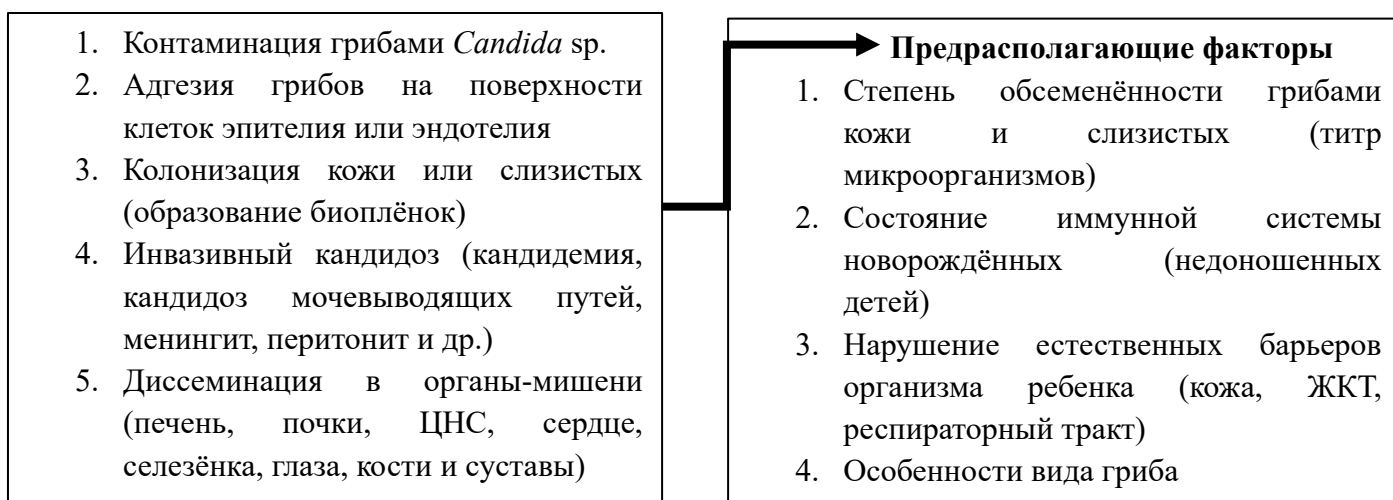 1. Контаминация грибами Candida sp.
2. Адгезия грибов на поверхности
клеток эпителия или эндотелия
3. Колонизация кожи или слизистых
(образование биоплёнок)
4. Инвазивный кандидоз (кандидемия,
кандидоз мочевыводящих путей,
менингит, перитонит и др.)
5. Диссеминация в органы-мишени
(печень, почки, ЦНС, сердце,
селезёнка, глаза, кости и суставы)
Предрасполагающие факторы
1. Степень обсеменённости грибами
кожи и слизистых (титр
микроорганизмов)
2. Состояние иммунной системы
новорождённых (недоношенных
детей)
3. Нарушение естественных барьеров
организма ребенка (кожа, ЖКТ,
респираторный тракт)
4. Особенности вида гриба